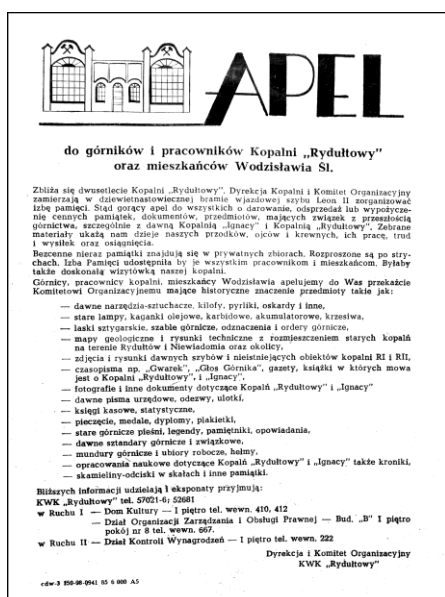 APEL
do górników i pracowników Kopalni „Rydułtowy”
oraz mieszkańców Wodzisławia Śl.
Zbliża się dwusetlecie Kopalni „Rydułtowy”. Dyrekcja Kopalni i Komitet Organizacyjny
zamierzają w dziewiętnastowiecznej bramie wjazdowej szybu Leon II zorganizować
izbę pamięci. Stąd gorący apel do wszystkich o darowanie, odsprzedaż lub wypożycze-
nie cennych pamiątek, dokumentów, przedmiotów, mających związek z przeszłością
górnictwa, szczególnie z dawną Kopalnią „Ignacy” i Kopalnią „Rydułtowy”. Zebrane
materiały ukażą nam dzieje naszych przodków, ojców i krewnych, ich pracę, trud
i wysiłek oraz osiągnięcia.
Bezcenne nieraz pamiątki znajdują się w prywatnych zbiorach. Rozproszone są po stry-
chach. Izba Pamięci udostępniła by je wszystkim pracownikom i mieszkańcom. Byłaby
także doskonałą wizytówką naszej kopalni.
Górnicy, pracownicy kopalni, mieszkańcy Wodzisławia apelujemy do Was przekażcie
Komitetowi Organizacyjnemu mające historyczne znaczenie przedmioty takie jak:
— dawne narzędzia-sztuchacze, kilofy, pyrliki, oskardy i inne,
— stare lampy, kaganki olejowe, karbidowe, akumulatorowe, krzesiwa,
— laski sztygarskie, szable górnicze, odznaczenia i ordery górnicze,
— mapy geologiczne i rysunki techniczne z rozmieszczeniem starych kopalń
na terenie Rydułtów i Niewiadomia oraz okolicy,
— zdjęcia i rysunki dawnych szybów i nieistniejących obiektów kopalni RI i RII,
— czasopisma np. „Gwarek”, „Głos Górnika”, gazety, książki w których mowa
jest o Kopalni „Rydułtowy”, i „Ignacy”,
— fotografie i inne dokumenty dotyczące Kopalń „Rydułtowy” i „Ignacy”
— dawne pisma urzędowe, odezwy, ulotki.
— księgi kasowe, statystyczne,
— pieczęcie, medale, dyplomy, plakietki,
— stare górnicze pieśni, legendy, pamiętniki, opowiadania,
— dawne sztandary górnicze i związkowe,
— mundury górnicze i ubiory robocze, hełmy,
— opracowania naukowe dotyczące Kopalń „Rydułtowy” i „Ignacy” także kroniki,
— skamieliny-odciski w skałach i inne pamiątki.
Bliższych informacji udzielają i eksponaty przyjmują:
KWK „Rydułtowy” tel. 57021-6; 52681
w Ruchu I — Dom Kultury — I piętro tel. wewn. 410, 412
— Dział Organizacji Zarządzania i Obsługi Prawnej — Bud. „B” I piętro
pokój nr 8 tel. wewn. 667.
w Ruchu II — Dział Kontroli Wynagrodzeń — I piętro tel. wewn. 222
Dyrekcja i Komitet Organizacyjny
KWK „Rydułtowy”
cdw-3 850-08-0941 85 6 000 A5